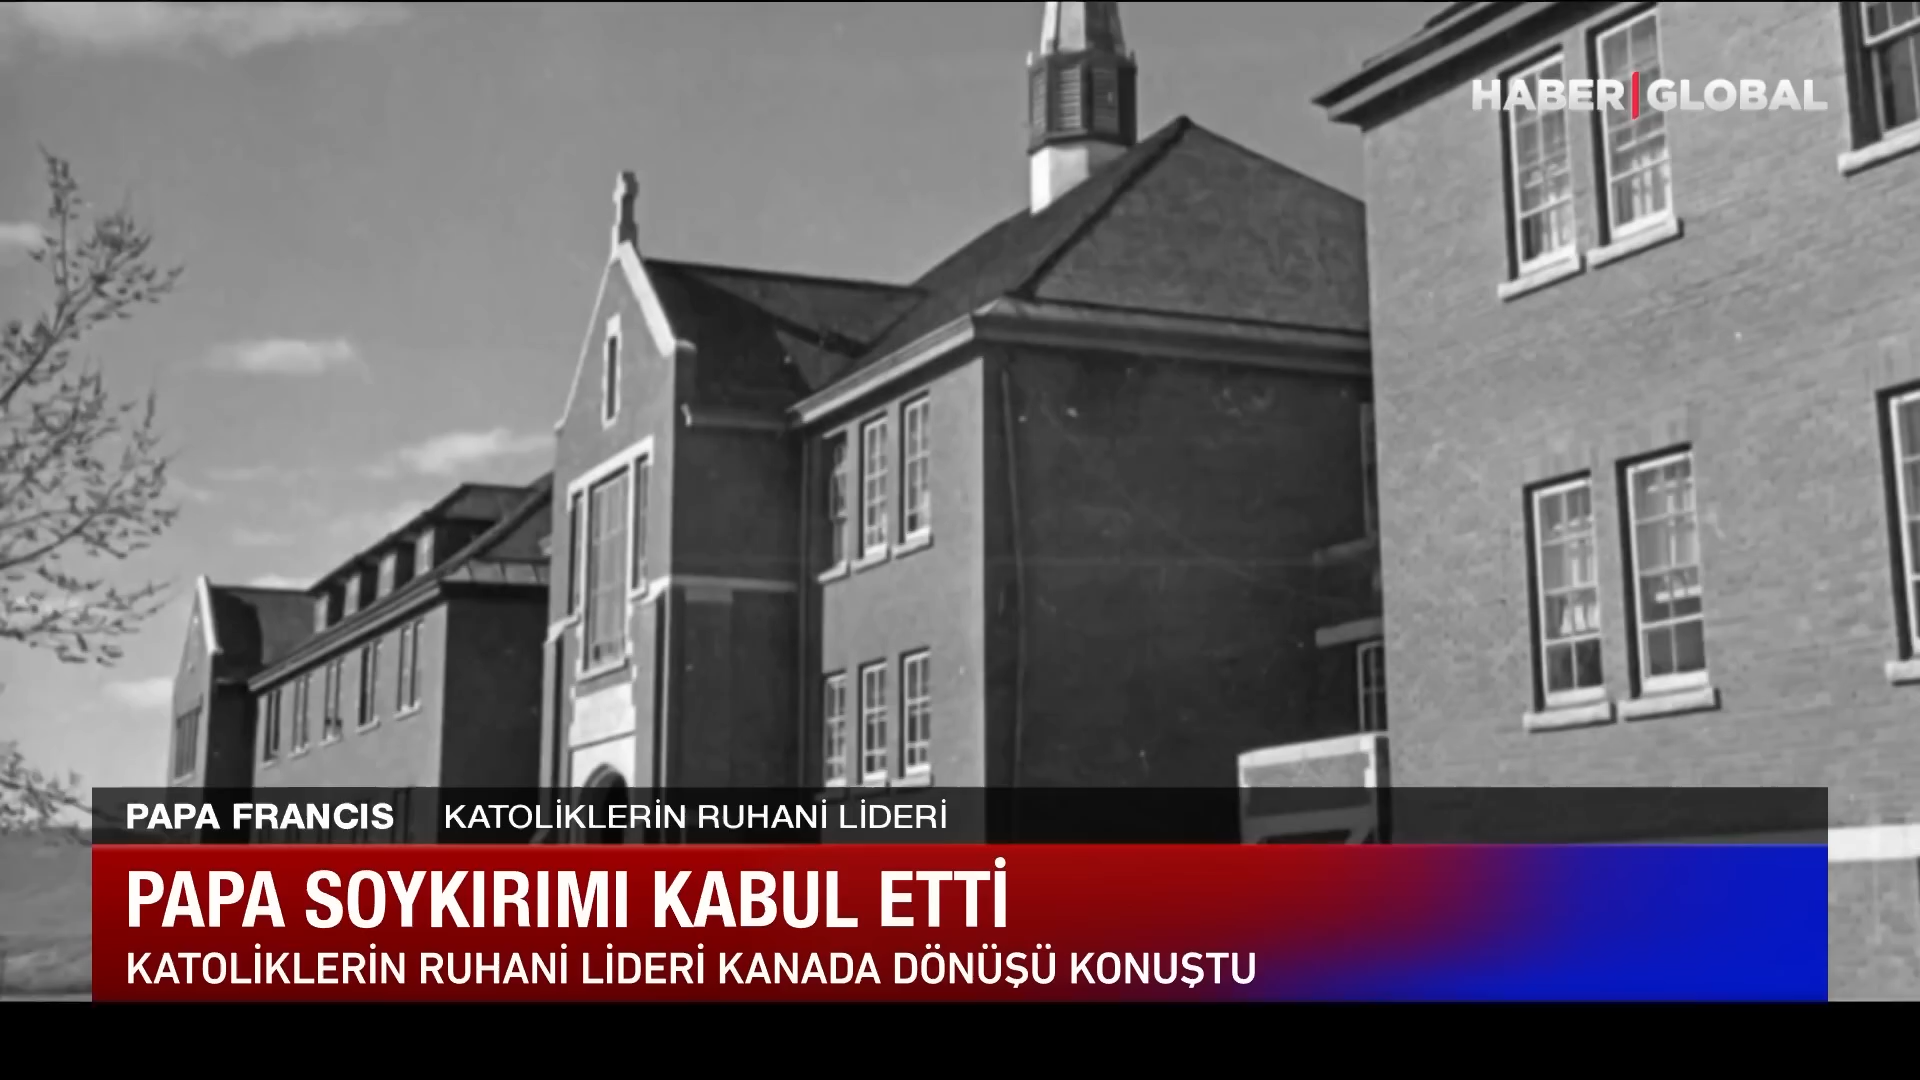 HABER GLOBAL
PAPA FRANCIS KATOLİKLERİN RUHANİ LİDERİ
PAPA SOYKIRIMI KABUL ETTİ
KATOLİKLERİN RUHANİ LİDERİ KANADA DÖNÜŞÜ KONUŞTU